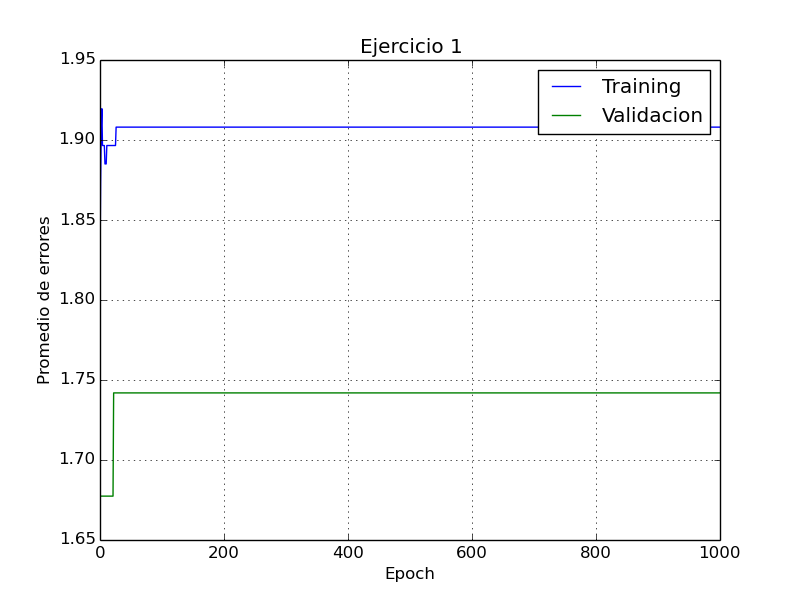 Ejercicio 1
1.95
1.90
1.85
1.80
1.75
1.70
1.65
Promedio de errores
Training
Validacion
0 200 400 600 800 1000
Epoch